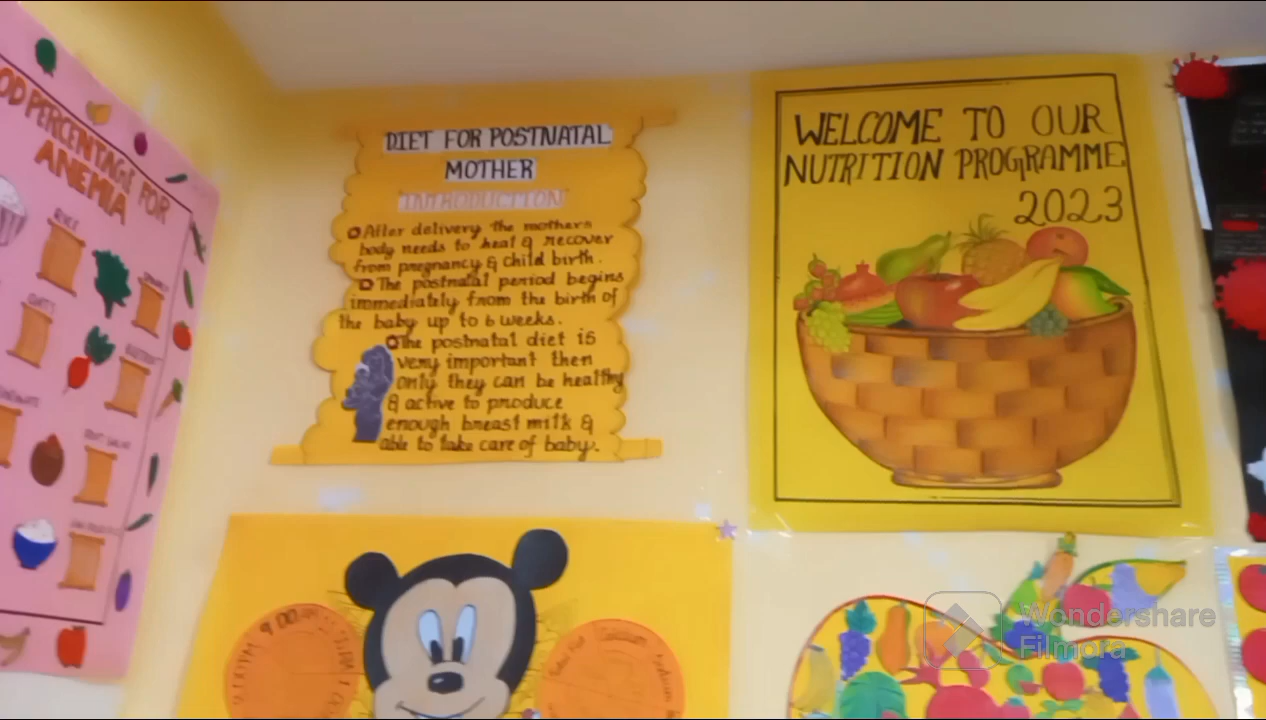 OD PERCENTAGE FOR
ANEMIA
DIET FOR POSTNATAL
MOTHER
INTRODUCTION
After delivery the mothers
body needs to heal & recover
from pregnancy & child birth.
The postnatal period begins
immediately from the birth of
the baby up to 6 weeks.
The postnatal diet is
very important then
only they can be healthy
& active to produce
enough breast milk &
able to take care of baby.
WELCOME TO OUR
NUTRITION PROGRAMME
2023
9.00
Wondershare
Filmora